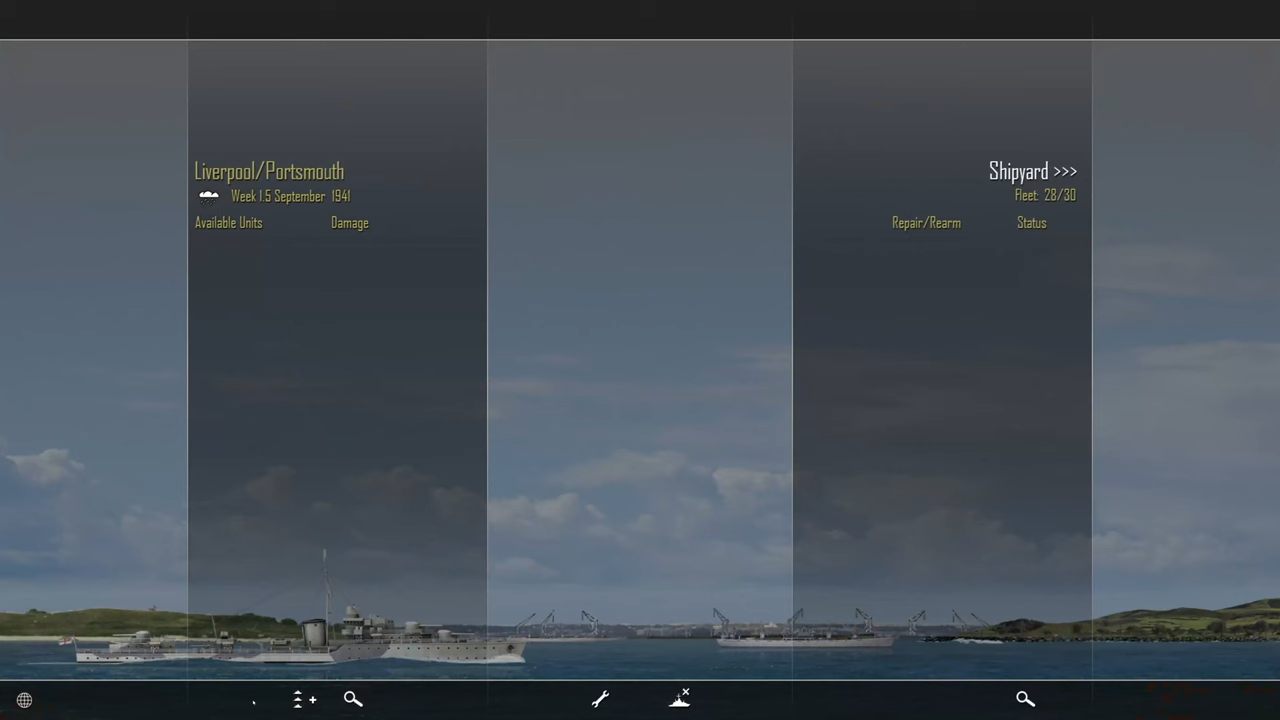 Liverpool/Portsmouth
Week 1.5 September 1941
Available Units Damage
Shipyard >>>
Fleet: 28/30
Repair/Rearm Status